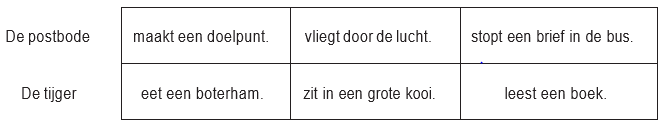 De postbode maakt een doelpunt. vliegt door de lucht. stopt een brief in de bus.
De tijger eet een boterham. zit in een grote kooi. leest een boek.